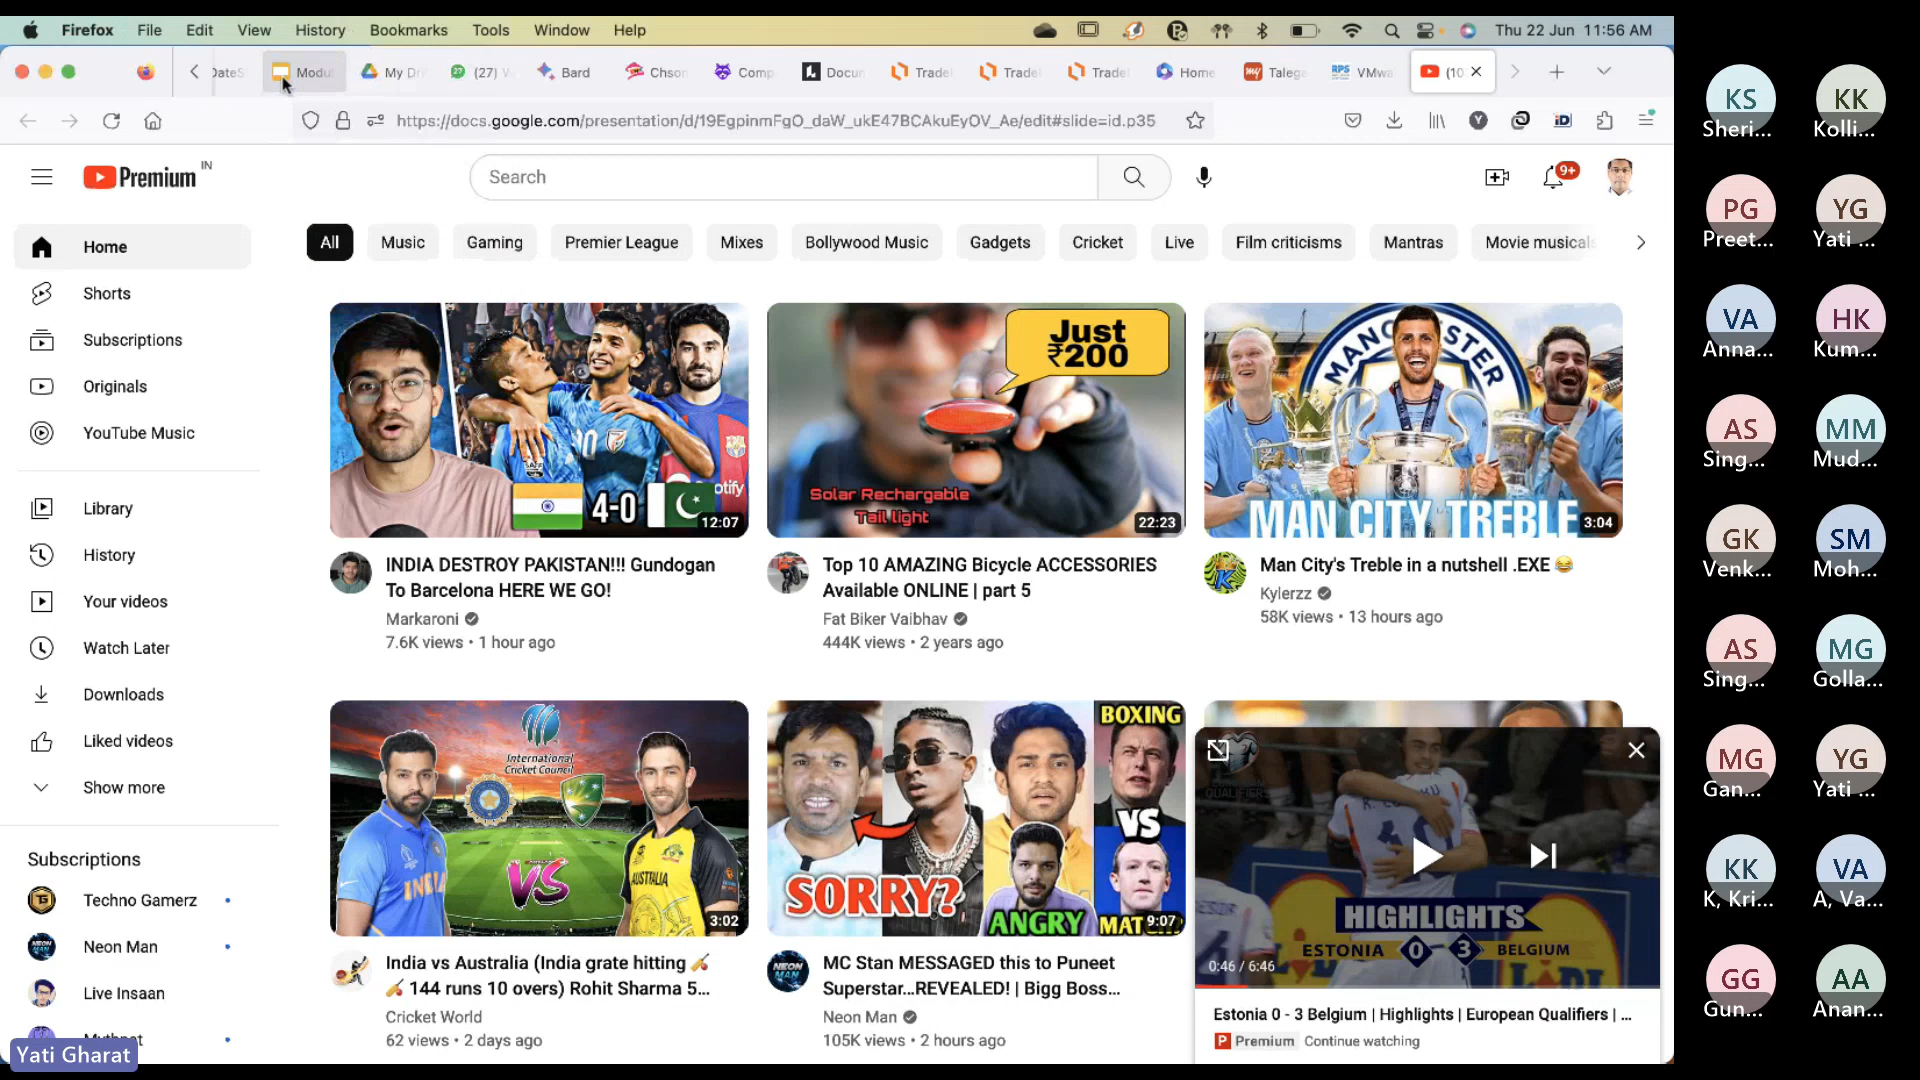 Firefox File Edit View History Bookmarks Tools Window Help
Thu 22 Jun 11:56 AM
DateS
Modu
My Dri
(27)
Bard
Chso
Comp
Docun
Trade
Trade
Trade
Home
Talega
RPS
VMwa
(10
https://docs.google.com/presentation/d/19EgpinmFgO_daW_ukE47BCAkuEyOV_Ae/edit#slide=id.p35
Premium IN
Search
9+
Home
Shorts
Subscriptions
Originals
YouTube Music
Library
History
Your videos
Watch Later
Downloads
Liked videos
Show more
Subscriptions
Techno Gamerz
Neon Man
Live Insaan
Yati Gharat
All Music Gaming Premier League Mixes Bollywood Music Gadgets Cricket Live Film criticisms Mantras Movie musicals
4-0
12:07
INDIA DESTROY PAKISTAN!!! Gundogan
To Barcelona HERE WE GO!
Markaroni
7.6K views • 1 hour ago
Just
₹200
Solar Rechargable
Tail light
22:23
Top 10 AMAZING Bicycle ACCESSORIES
Available ONLINE | part 5
Fat Biker Vaibhav
444K views • 2 years ago
MANCHESTER
MAN CITY TREBLE
3:04
Man City's Treble in a nutshell .EXE 😂
Kylerzz
58K views • 13 hours ago
International
Cricket Council
VS
INDIA
AUSTRALIA
3:02
India vs Australia (India grate hitting 🏏
🏏 144 runs 10 overs) Rohit Sharma 5...
Cricket World
62 views • 2 days ago
BOXING
VS
SORRY?
ANGRY
MAT
9:07
MC Stan MESSAGED this to Puneet
Superstar...REVEALED! | Bigg Boss...
Neon Man
105K views • 2 hours ago
HIGHLIGHTS
ESTONIA 0 3 BELGIUM
0:46 / 6:46
Estonia 0 - 3 Belgium | Highlights | European Qualifiers | ...
P Premium Continue watching
KS KK
Sheri... Kolli...
PG YG
Preet... Yati ...
VA HK
Anna... Kum...
AS MM
Sing... Mud...
GK SM
Venk... Moh...
AS MG
Sing... Golla...
MG YG
Gan... Yati ...
KK VA
K, Kri... A, Va...
GG AA
Gun... Anan...